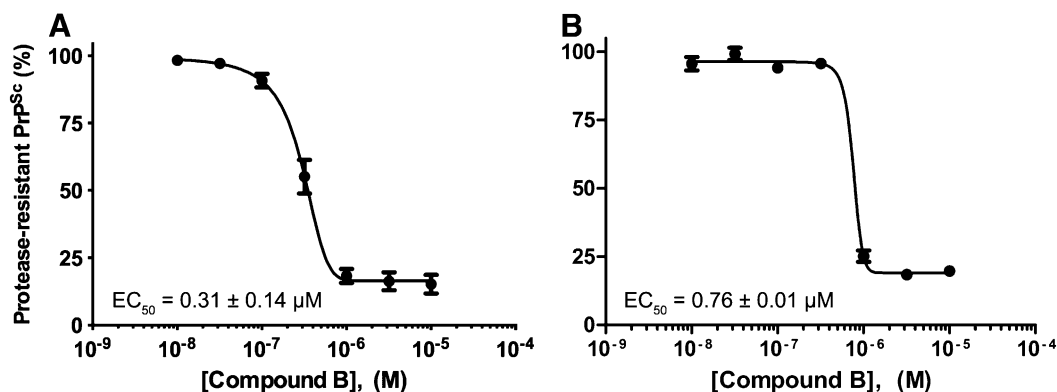 A
Protease-resistant PrPSc (%)
100
75
50
25
0
EC50 = 0.31 ± 0.14 µM
10-9 10-8 10-7 10-6 10-5 10-4
[Compound B], (M)
B
100
75
50
25
0
EC50 = 0.76 ± 0.01 µM
10-9 10-8 10-7 10-6 10-5 10-4
[Compound B], (M)